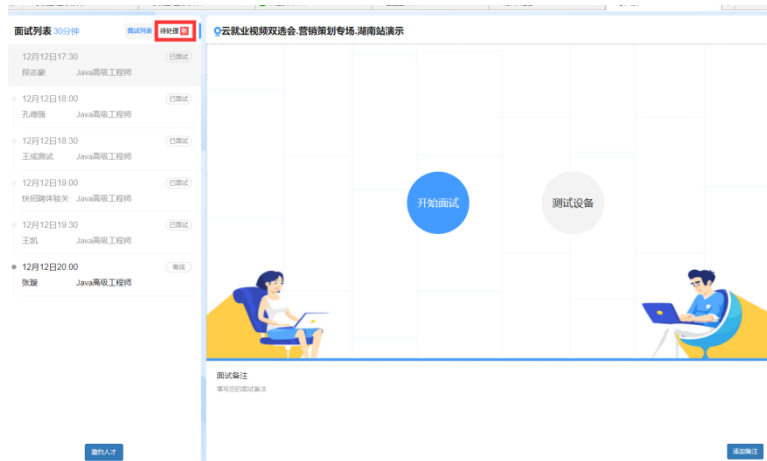 面试列表 30分钟 面试列表 待处理
云就业视频双选会.营销策划专场.湖南站演示
12月12日17:30 已面试
段志豪 Java高级工程师
12月12日18:00 已面试
孔德强 Java高级工程师
12月12日18:30 已面试
王成测试 Java高级工程师
12月12日19:00 已面试
快招聘体验关 Java高级工程师
12月12日19:30 已面试
王凯 Java高级工程师
12月12日20:00 离线
张璇 Java高级工程师
开始面试 测试设备
面试备注
填写您的面试备注
邀约人才 添加备注